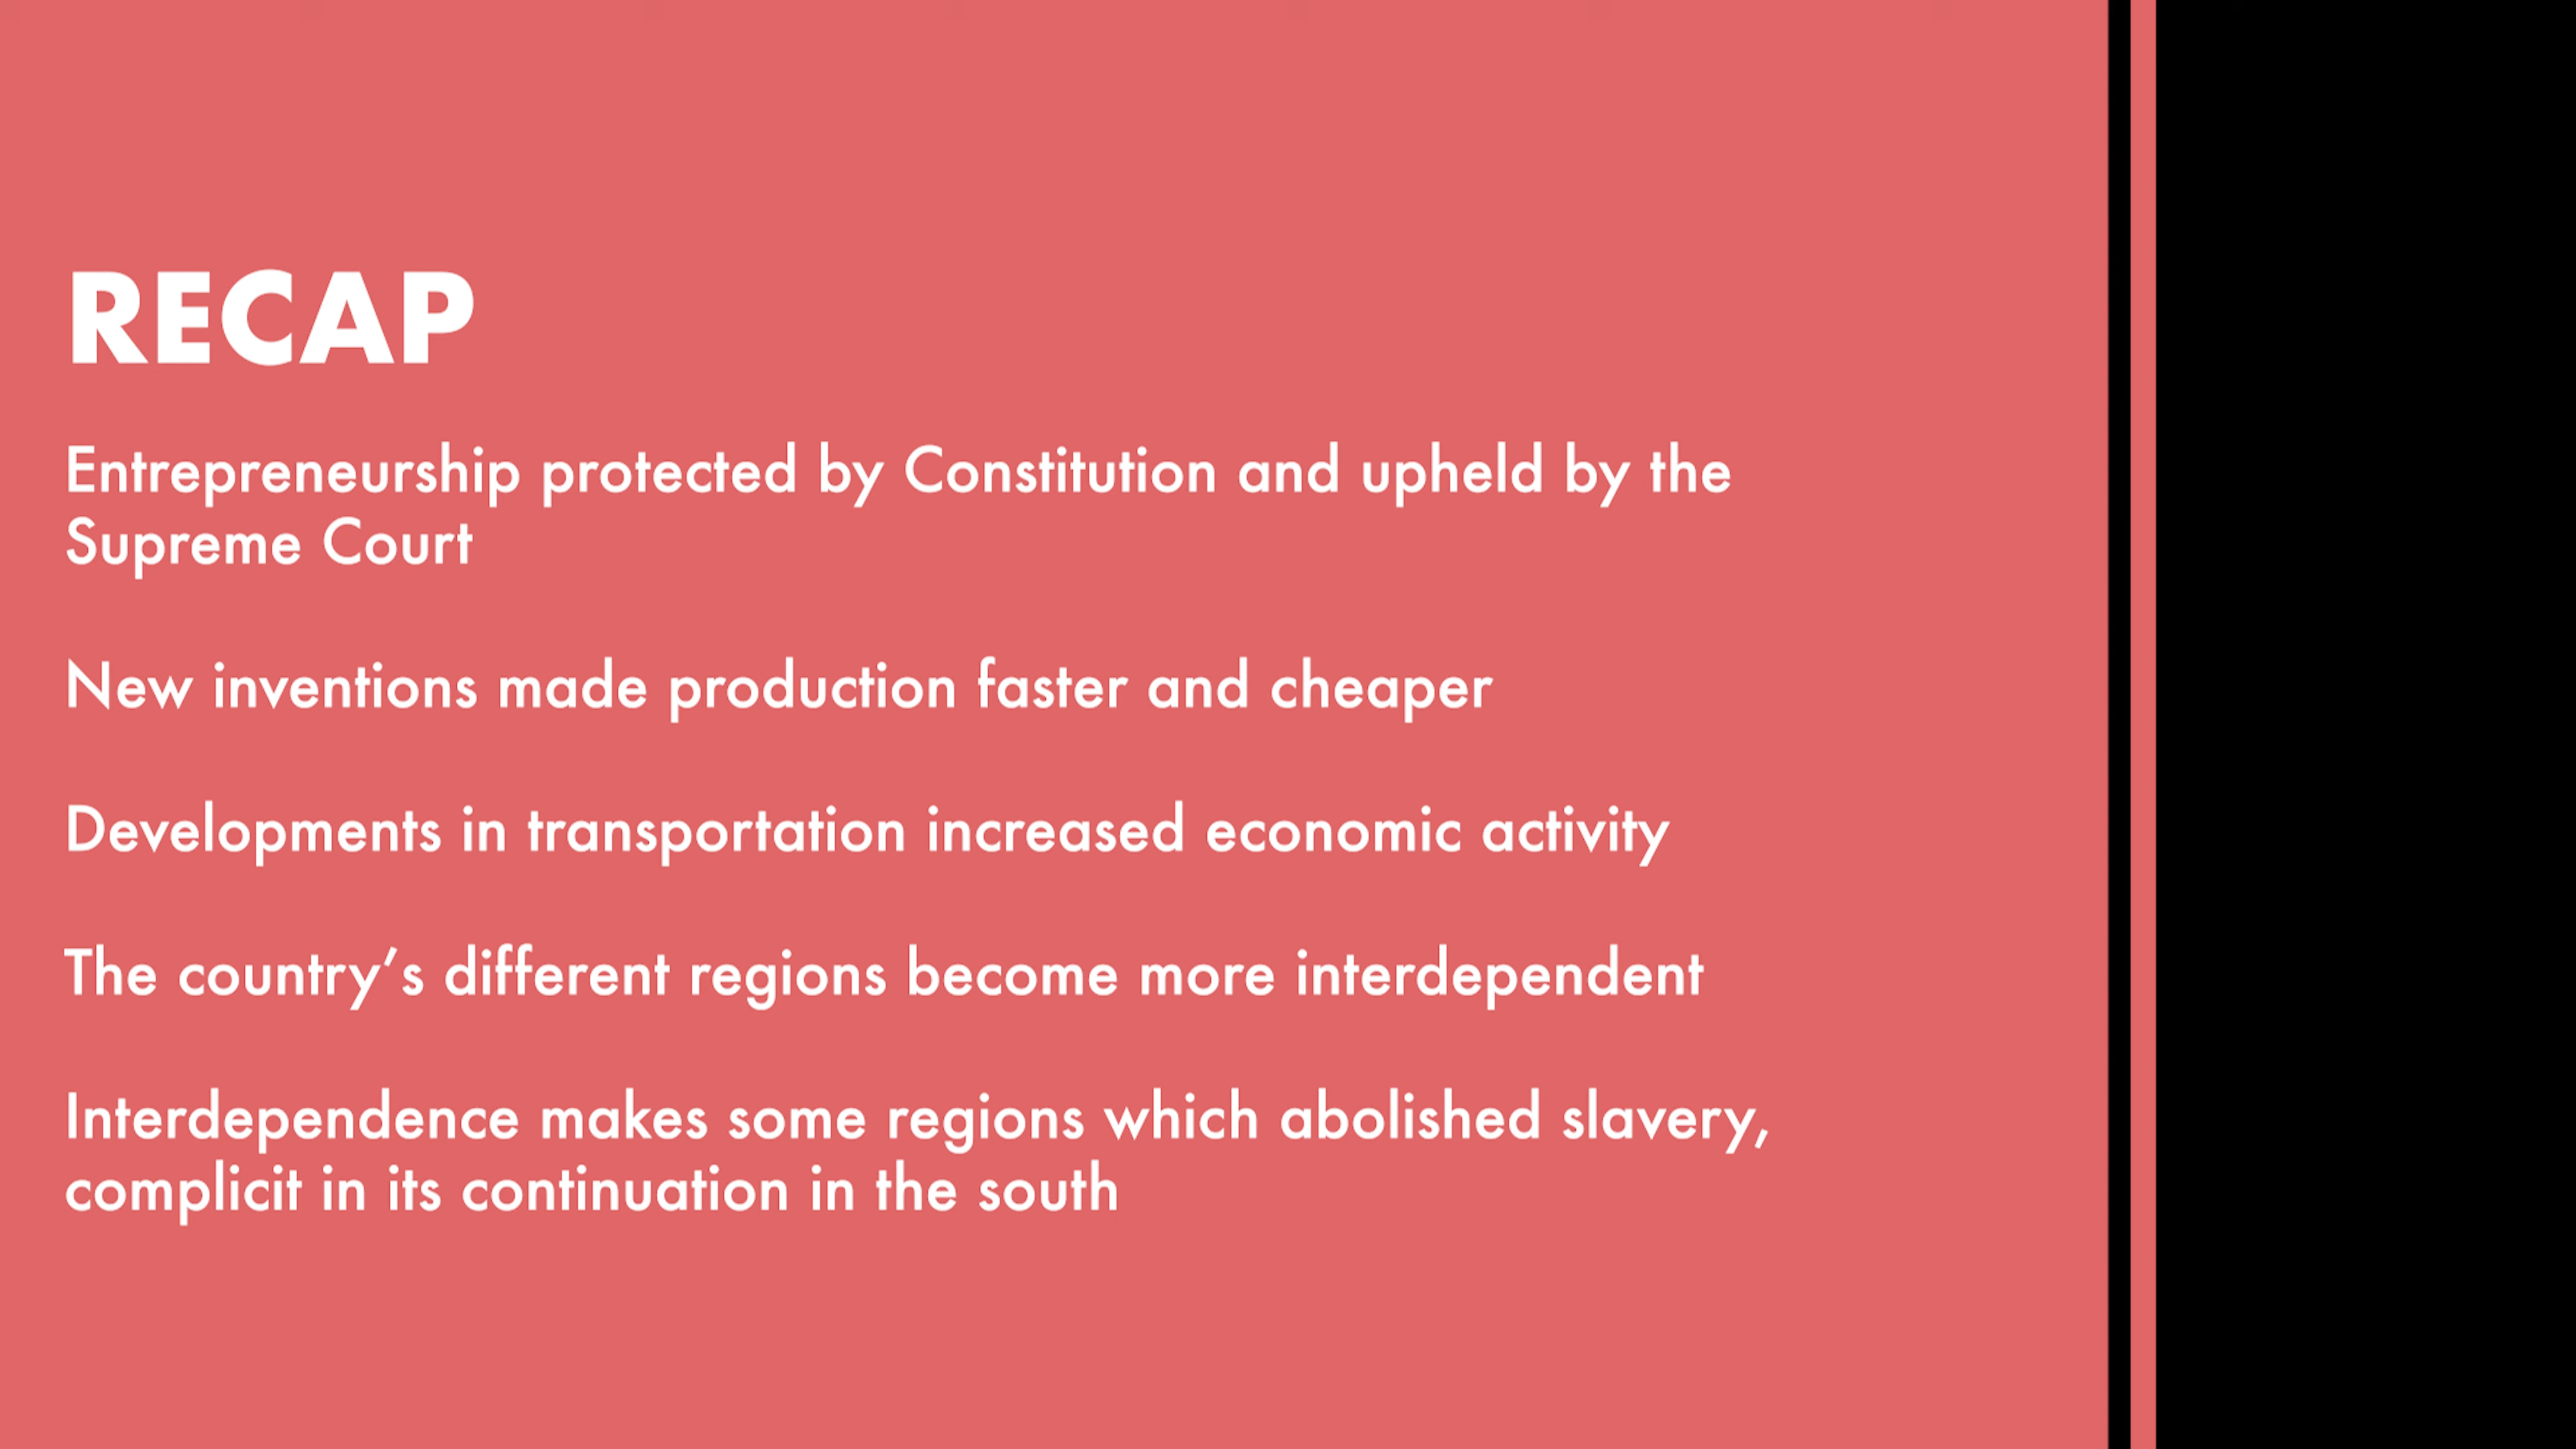 RECAP
Entrepreneurship protected by Constitution and upheld by the
Supreme Court
New inventions made production faster and cheaper
Developments in transportation increased economic activity
The country’s different regions become more interdependent
Interdependence makes some regions which abolished slavery,
complicit in its continuation in the south